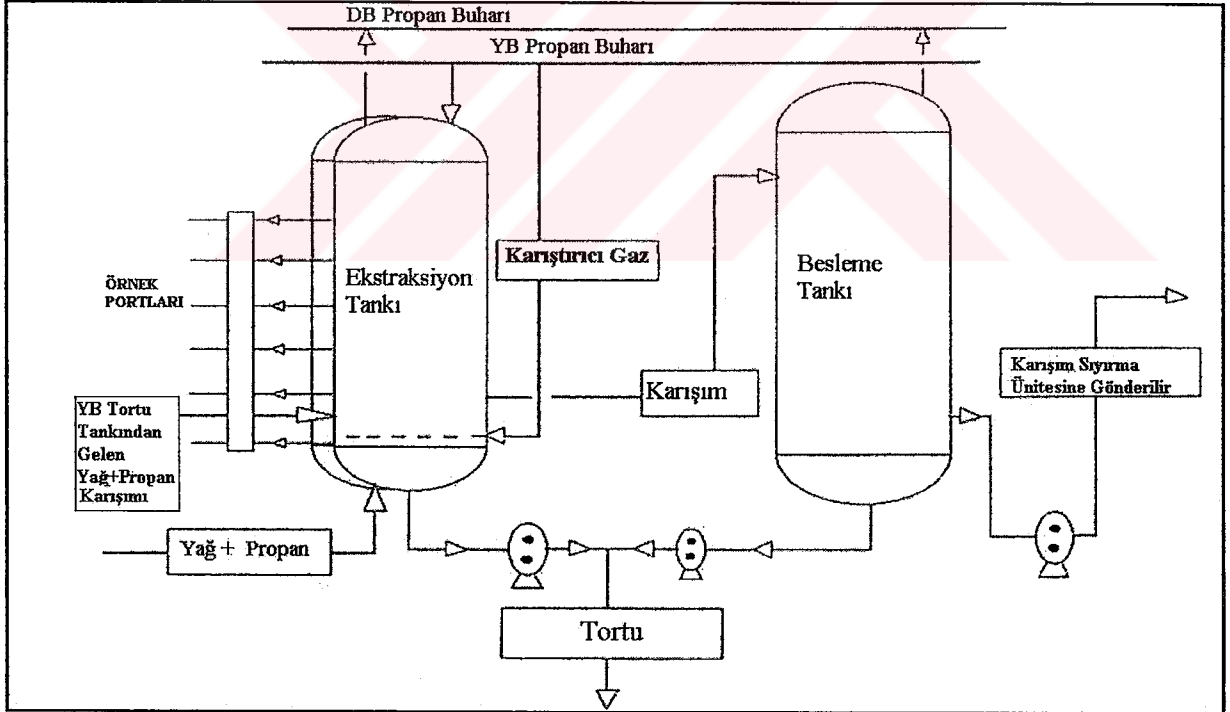 DB Propan Buharı
YB Propan Buharı
Karıştırıcı Gaz
Ekstraksiyon
Tankı
Besleme
Tankı
ÖRNEK
PORTLARI
Karışım
Karışım Sıyırma
Ünitesine Gönderilir
YB Tortu
Tankından
Gelen
Yağ+Propan
Karışımı
Yağ + Propan
Tortu